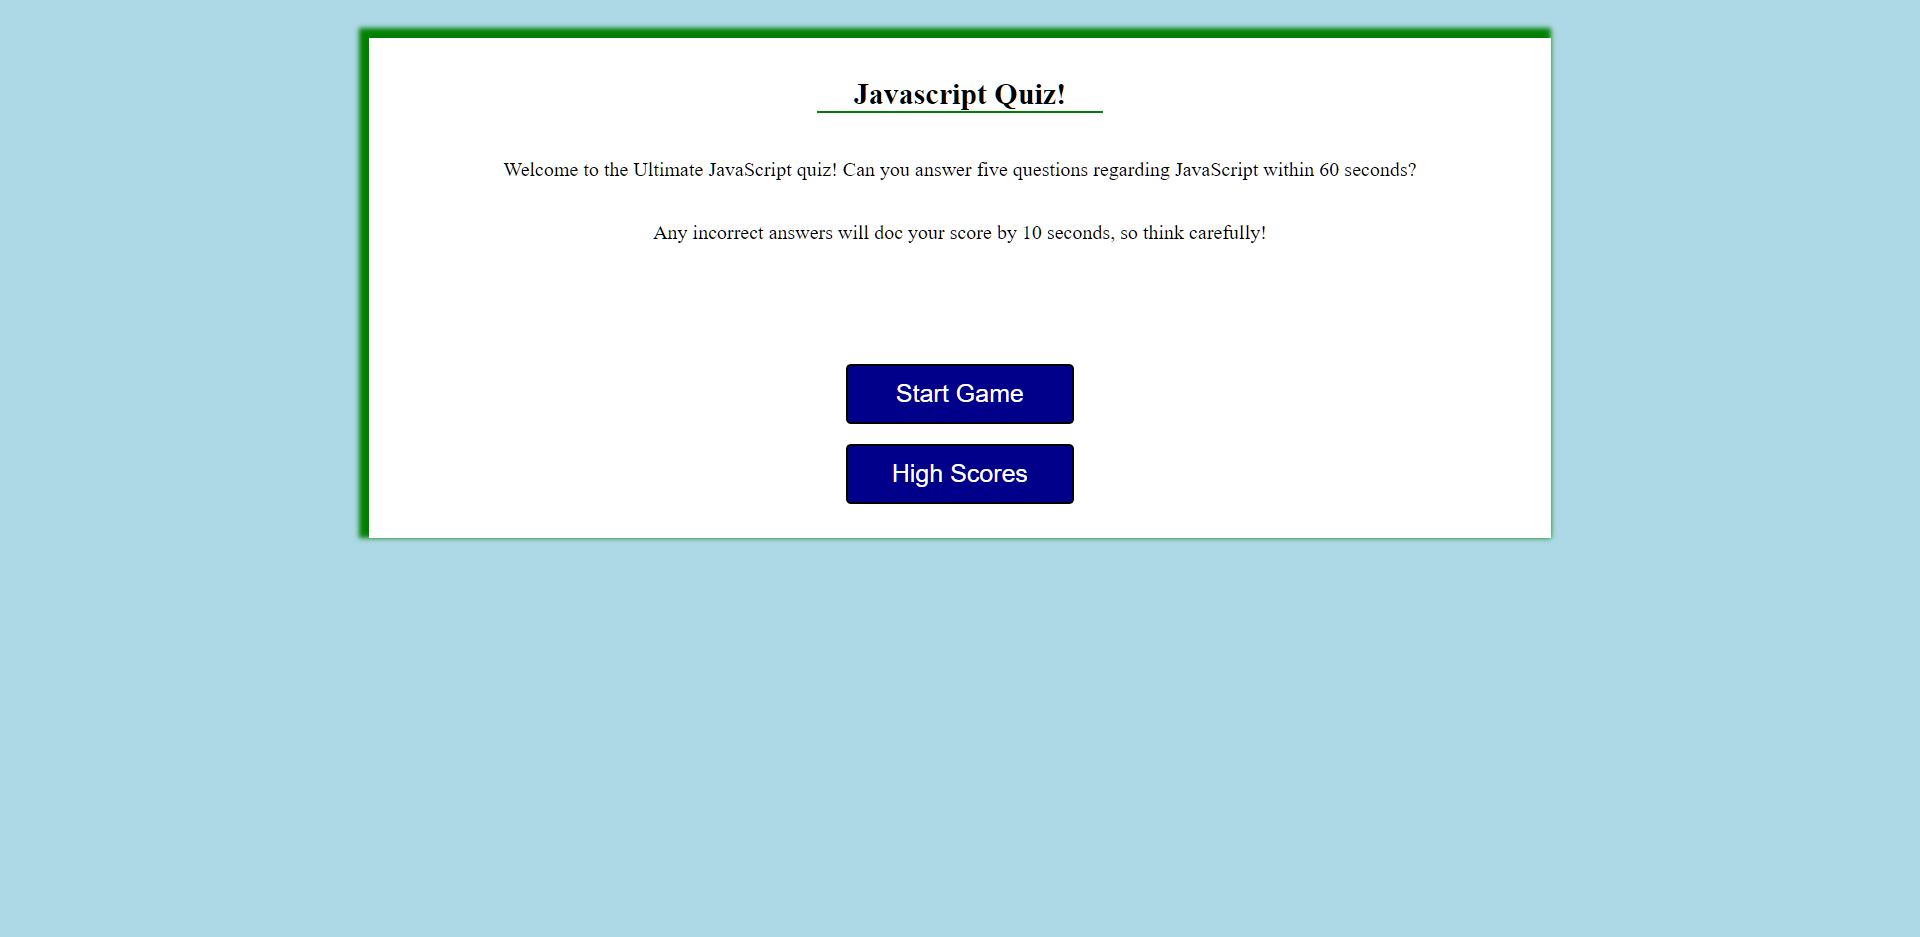 Javascript Quiz!
Welcome to the Ultimate JavaScript quiz! Can you answer five questions regarding JavaScript within 60 seconds?
Any incorrect answers will doc your score by 10 seconds, so think carefully!
Start Game
High Scores